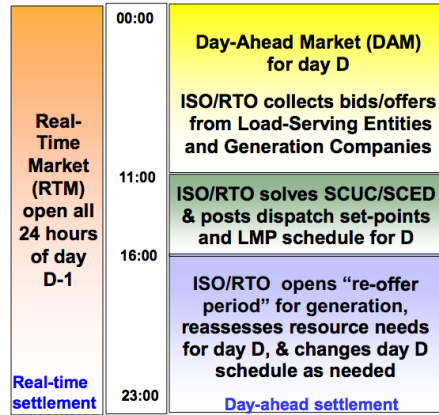 Real-
Time
Market
(RTM)
open all
24 hours
of day
D-1
Real-time
settlement
00:00
11:00
16:00
23:00
Day-Ahead Market (DAM)
for day D
ISO/RTO collects bids/offers
from Load-Serving Entities
and Generation Companies
ISO/RTO solves SCUC/SCED
& posts dispatch set-points
and LMP schedule for D
ISO/RTO opens “re-offer
period” for generation,
reassesses resource needs
for day D, & changes day D
schedule as needed
Day-ahead settlement